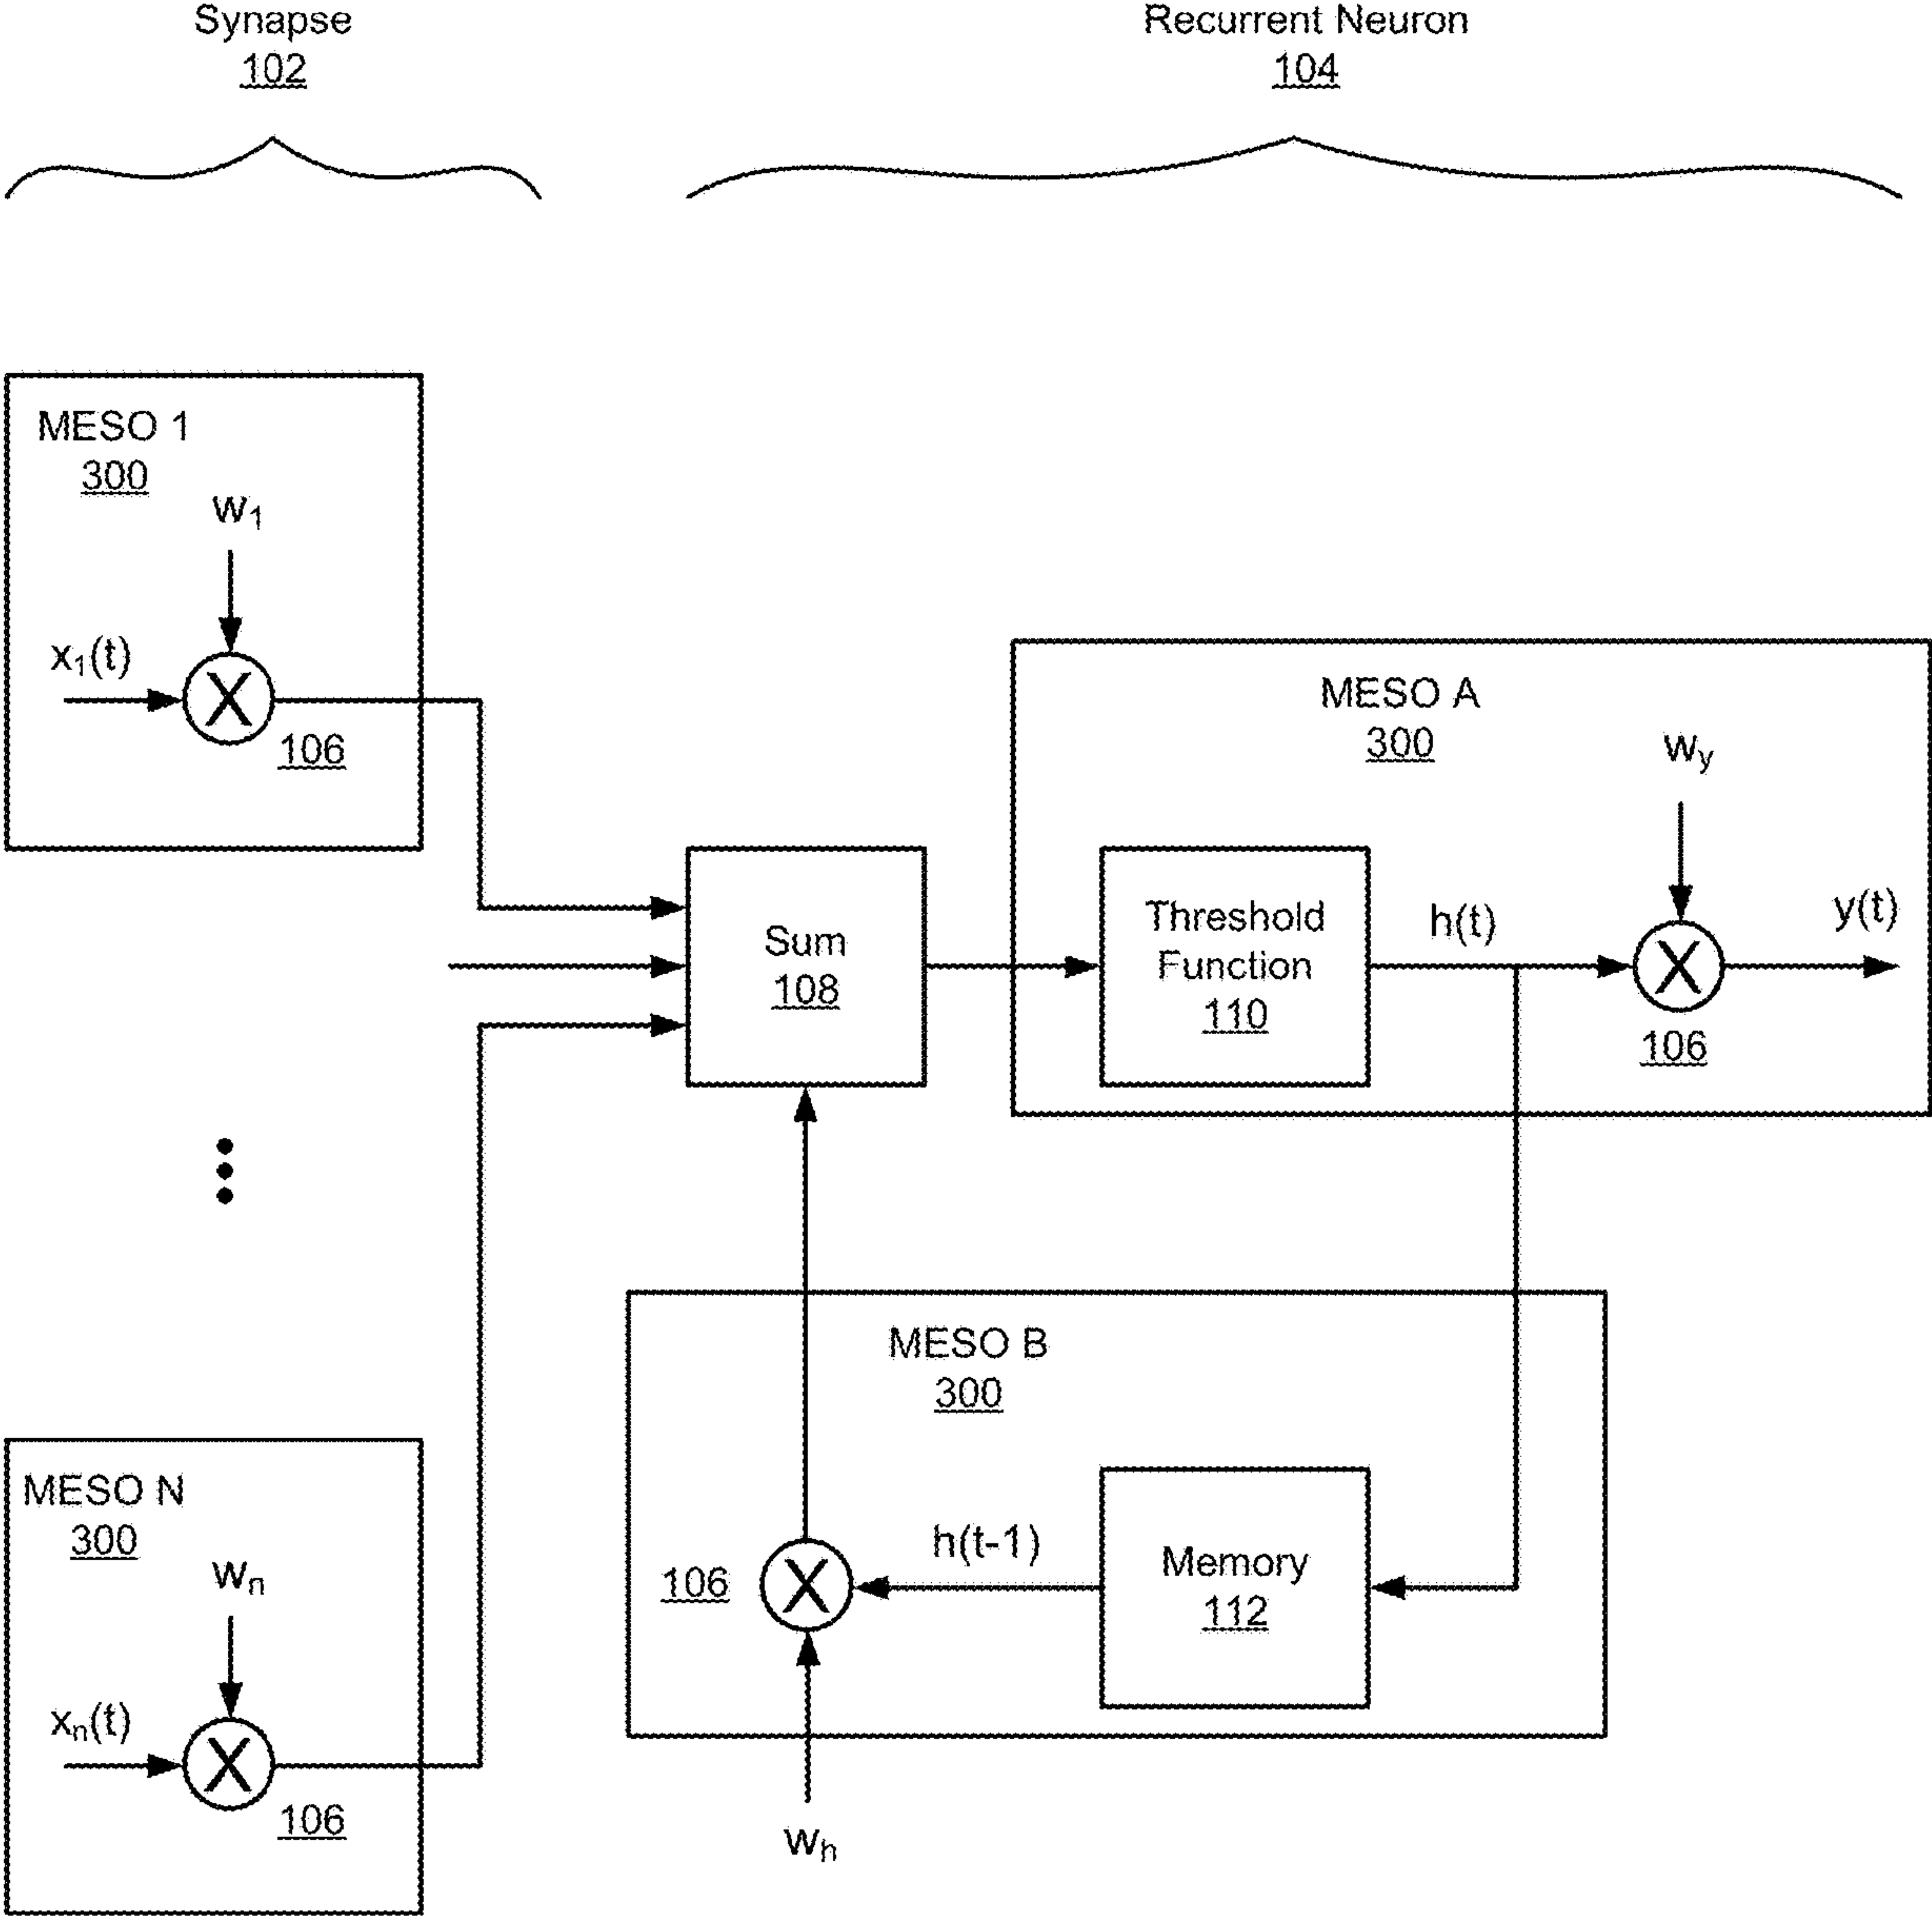 Synapse
102
Recurrent Neuron
104
MESO 1
300
w₁
x₁(t)
X
106
MESO A
300
wᵧ
Sum
108
Threshold
Function
110
h(t)
X
y(t)
106
MESO B
300
106
X
h(t-1)
Memory
112
wₕ
MESO N
300
wₙ
xₙ(t)
X
106